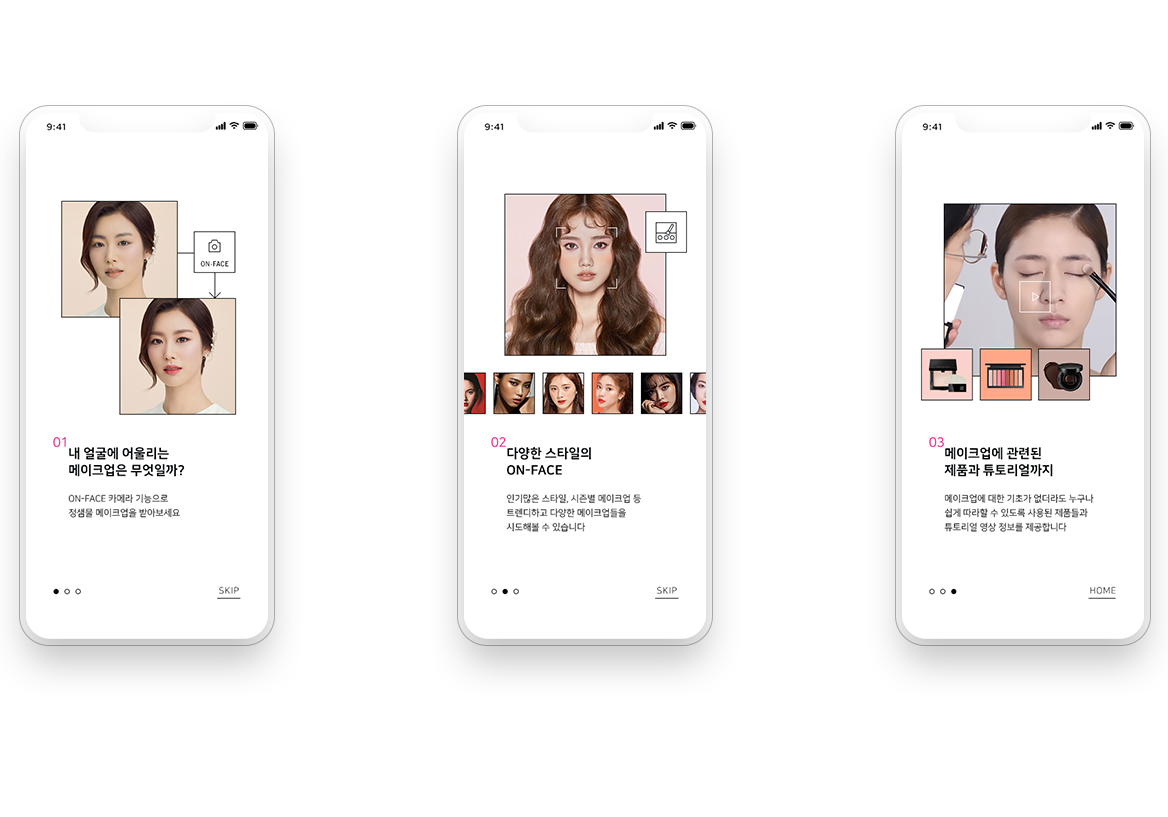 9:41
ON-FACE
01
내 얼굴에 어울리는
메이크업은 무엇일까?
ON-FACE 카메라 기능으로
정샘물 메이크업을 받아보세요
SKIP
9:41
02
다양한 스타일의
ON-FACE
인기많은 스타일, 시즌별 메이크업 등
트렌디하고 다양한 메이크업들을
시도해볼 수 있습니다
SKIP
9:41
03
메이크업에 관련된
제품과 튜토리얼까지
메이크업에 대한 기초가 없더라도 누구나
쉽게 따라할 수 있도록 사용된 제품들과
튜토리얼 영상 정보를 제공합니다
HOME